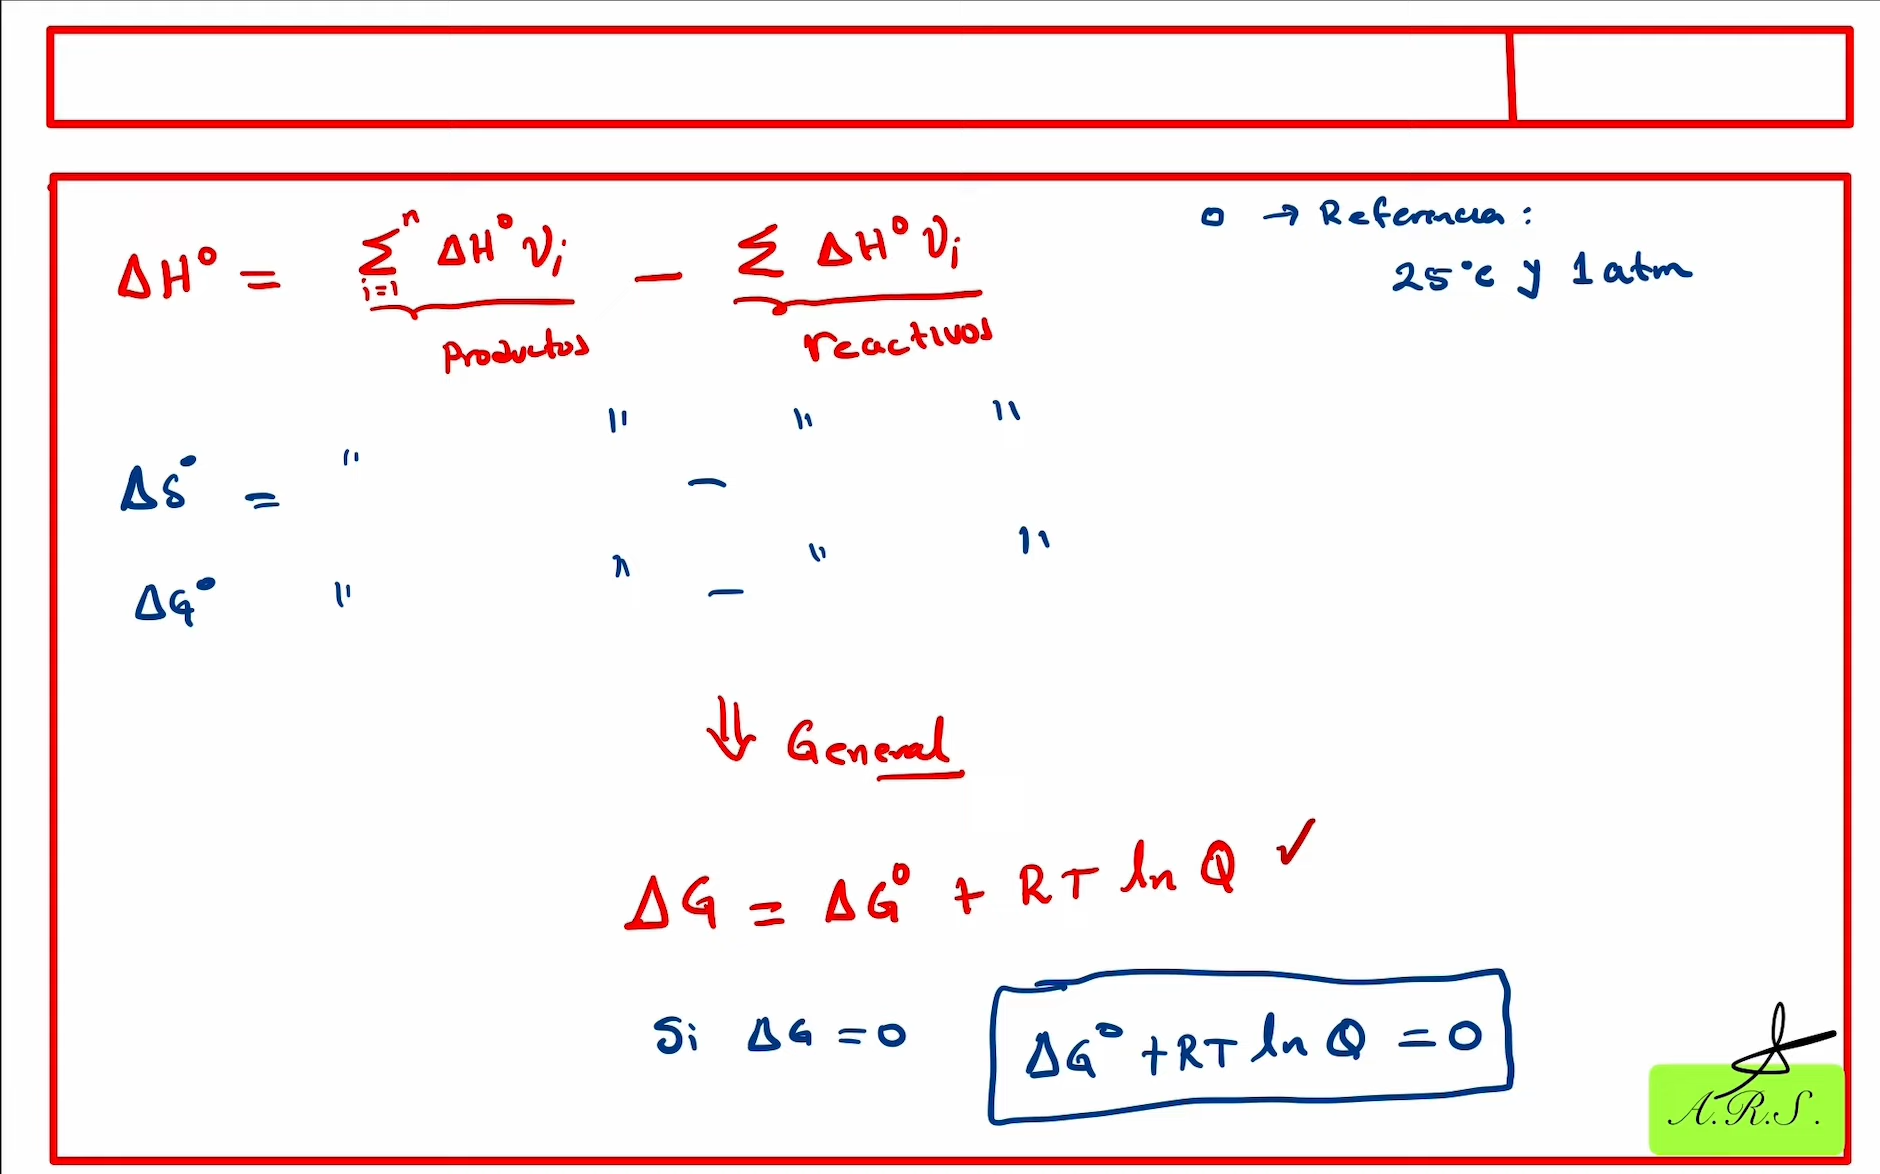 ΔH° = Σⁿᵢ₌₁ ΔH° νᵢ − Σ ΔH° νᵢ
Productos reactivos
° → Referencia:
25°C y 1 atm
" " "
ΔS° = " −
ΔG° " " − " "
⇓ General
ΔG = ΔG° + RT ln Q ✓
Si ΔG = 0
ΔG° + RT ln Q = 0
A.R.S.